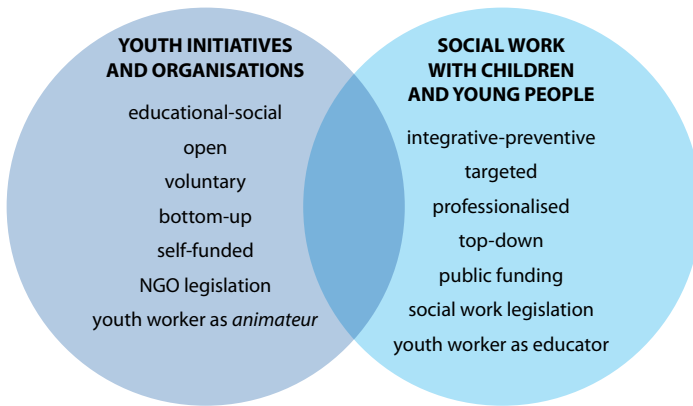 YOUTH INITIATIVES
AND ORGANISATIONS
educational-social
open
voluntary
bottom-up
self-funded
NGO legislation
youth worker as animateur
SOCIAL WORK
WITH CHILDREN
AND YOUNG PEOPLE
integrative-preventive
targeted
professionalised
top-down
public funding
social work legislation
youth worker as educator